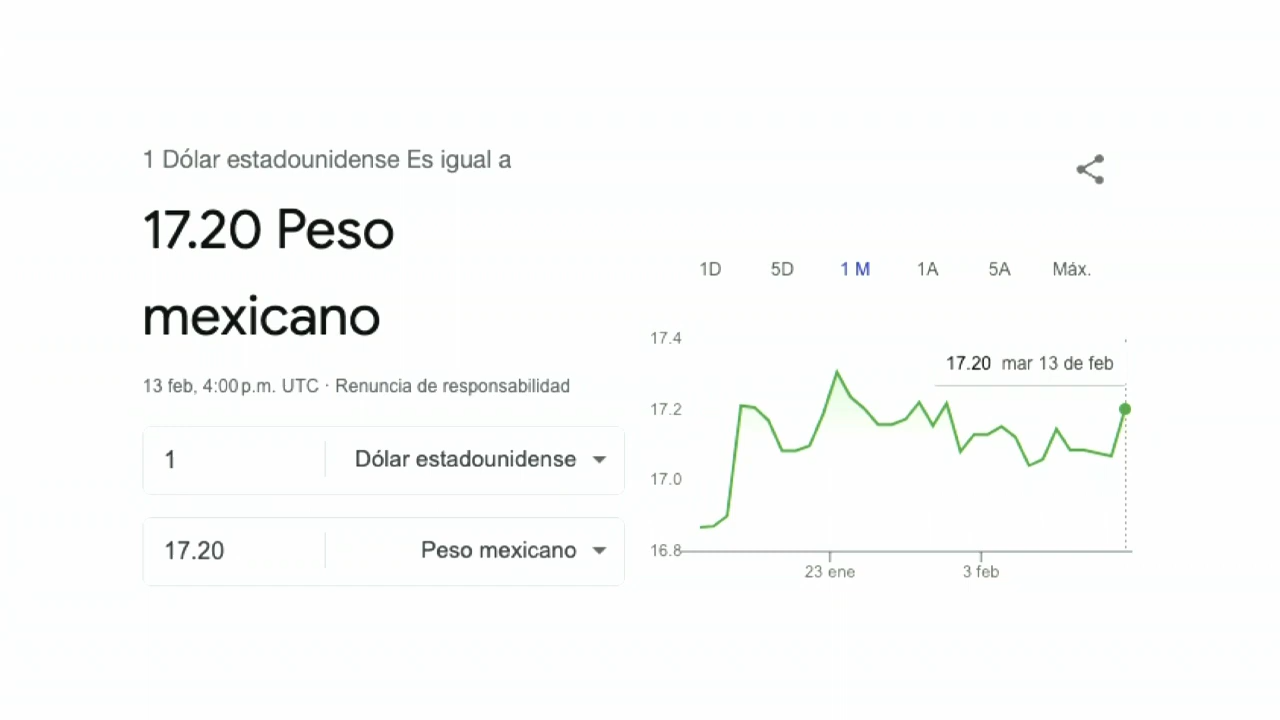 1 Dólar estadounidense Es igual a
17.20 Peso
mexicano
13 feb, 4:00 p.m. UTC · Renuncia de responsabilidad
1 Dólar estadounidense
17.20 Peso mexicano
1D 5D 1 M 1A 5A Máx.
17.4
17.20 mar 13 de feb
17.2
17.0
16.8
23 ene 3 feb